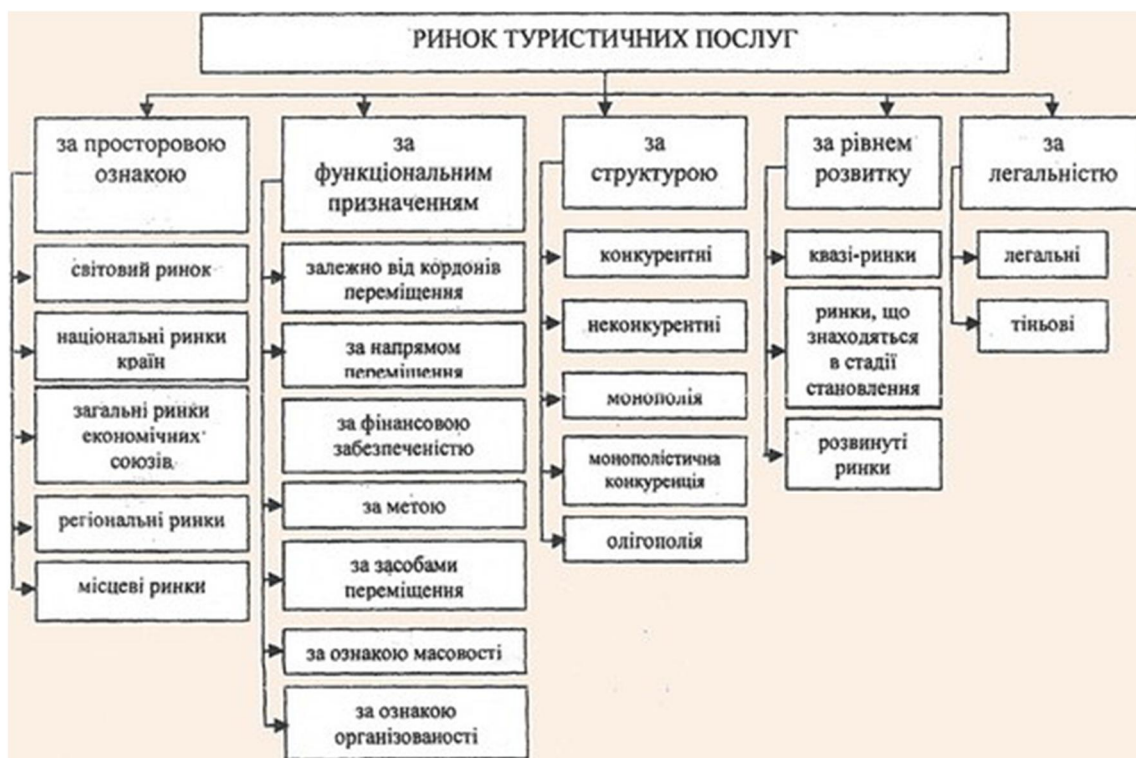 РИНОК ТУРИСТИЧНИХ ПОСЛУГ
за просторовою
ознакою
світовий ринок
національні ринки
країн
загальні ринки
економічних
союзів
регіональні ринки
місцеві ринки
за
функціональним
призначенням
залежно від кордонів
переміщення
за напрямом
переміщення
за фінансовою
забезпеченістю
за метою
за засобами
переміщення
за ознакою масовості
за ознакою
організованості
за
структурою
конкурентні
неконкурентні
монополія
монополістична
конкуренція
олігополія
за рівнем
розвитку
квазі-ринки
ринки, що
знаходяться
в стадії
становлення
розвинуті
ринки
за
легальністю
легальні
тіньові